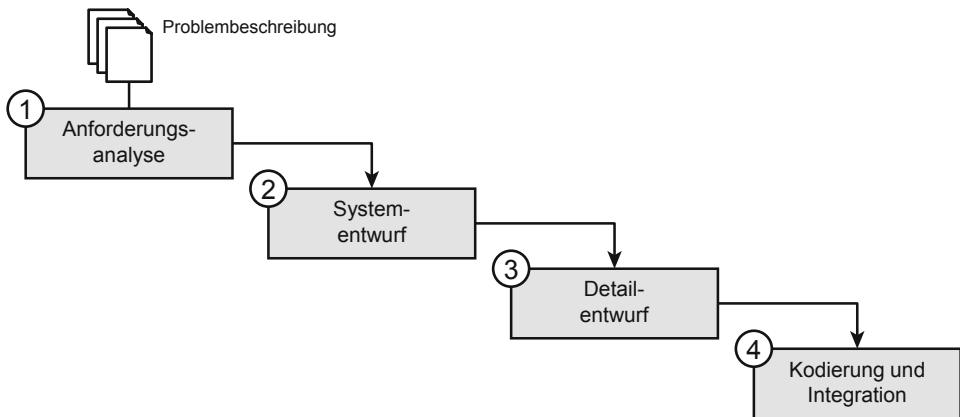 Problembeschreibung
1
Anforderungs-
analyse
2
System-
entwurf
3
Detail-
entwurf
4
Kodierung und
Integration